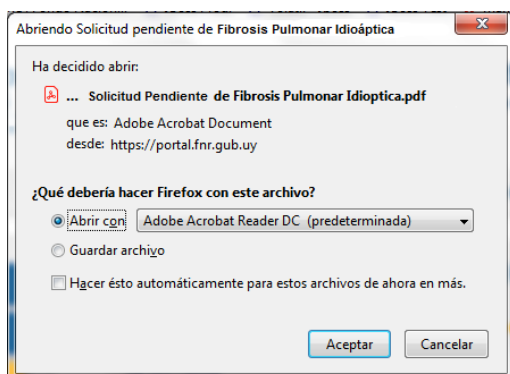 Abriendo Solicitud pendiente de Fibrosis Pulmonar Idioáptica
Ha decidido abrir:
... Solicitud Pendiente de Fibrosis Pulmonar Idioptica.pdf
que es: Adobe Acrobat Document
desde: https://portal.fnr.gub.uy
¿Qué debería hacer Firefox con este archivo?
Abrir con Adobe Acrobat Reader DC (predeterminada)
Guardar archivo
Hacer ésto automáticamente para estos archivos de ahora en más.
Aceptar Cancelar